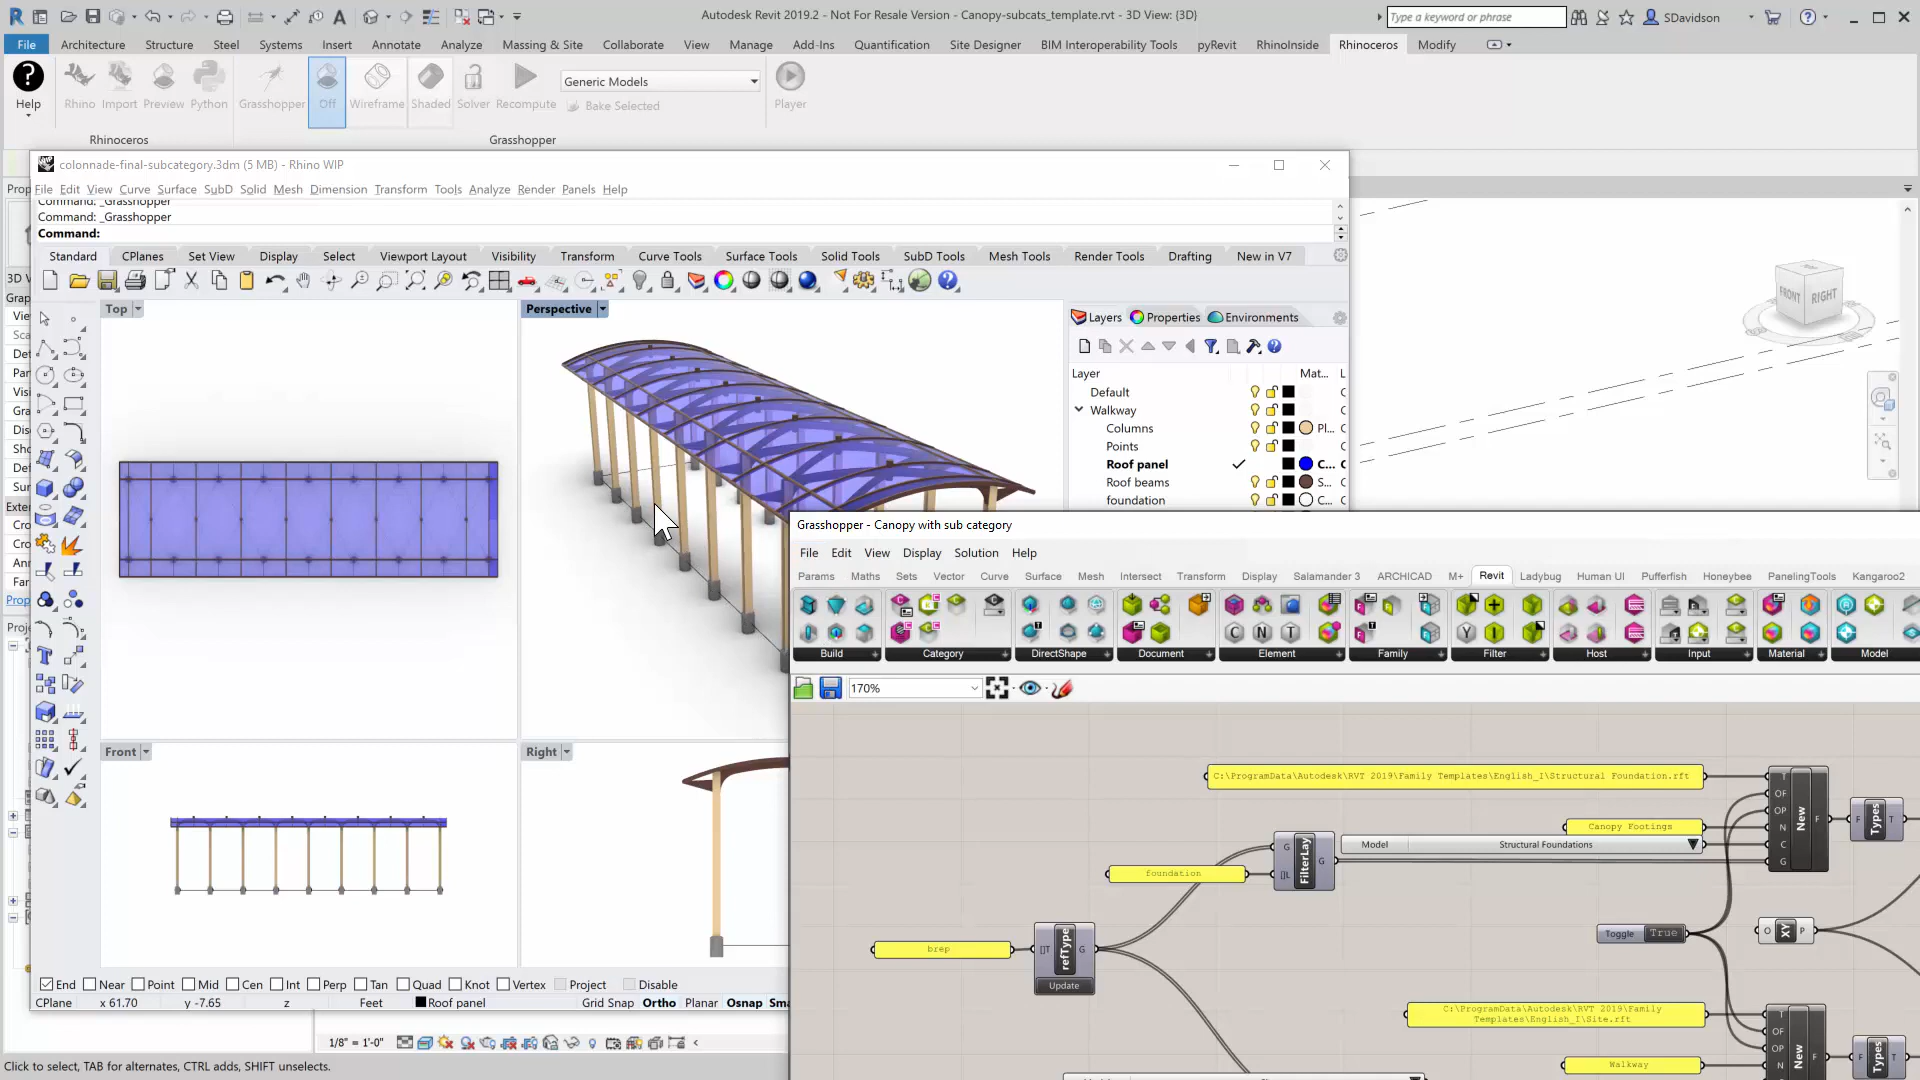 Autodesk Revit 2019.2 - Not For Resale Version - Canopy-subcats_template.rvt - 3D View: {3D}
Type a keyword or phrase
SDavidson
File Architecture Structure Steel Systems Insert Annotate Analyze Massing & Site Collaborate View Manage Add-Ins Quantification Site Designer BIM Interoperability Tools pyRevit RhinoInside Rhinoceros Modify
Help Rhino Import Preview Python Grasshopper Off Wireframe Shaded Solver Recompute
Generic Models
Bake Selected
Player
Rhinoceros Grasshopper
colonnade-final-subcategory.3dm (5 MB) - Rhino WIP
File Edit View Curve Surface SubD Solid Mesh Dimension Transform Tools Analyze Render Panels Help
Command: _Grasshopper
Command: _Grasshopper
Command:
Standard CPlanes Set View Display Select Viewport Layout Visibility Transform Curve Tools Surface Tools Solid Tools SubD Tools Mesh Tools Render Tools Drafting New in V7
Top
Perspective
Layers Properties Environments
Layer Mat... L
Default
Walkway
Columns Pl...
Points
Roof panel C...
Roof beams S...
foundation C...
FRONT RIGHT
Front
Right
End Near Point Mid Cen Int Perp Tan Quad Knot Vertex Project Disable
CPlane x 61.70 y -7.65 z Feet Roof panel Grid Snap Ortho Planar Osnap Sma
1/8" = 1'-0"
Click to select, TAB for alternates, CTRL adds, SHIFT unselects.
Grasshopper - Canopy with sub category
File Edit View Display Solution Help
Params Maths Sets Vector Curve Surface Mesh Intersect Transform Display Salamander 3 ARCHICAD M+ Revit Ladybug Human UI Pufferfish Honeybee PanelingTools Kangaroo2
Build Category DirectShape Document Element Family Filter Host Input Material Model
170%
C:\ProgramData\Autodesk\RVT 2019\Family Templates\English_I\Structural Foundation.rft
Canopy Footings
Model Structural Foundations
foundation
FilterLay
G
[]L
G
T
OF
OP
N
C
G
New
F
F
Types
T
brep
[]T
refType
G
Update
Toggle True
O
XY
P
C:\ProgramData\Autodesk\RVT 2019\Family
Templates\English_I\Site.rft
Walkway
T
OF
OP
N
New
F
F
Types
T